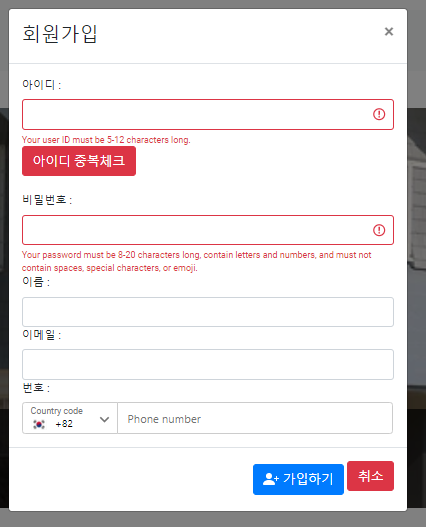 회원가입 ×
아이디 :
Your user ID must be 5-12 characters long.
아이디 중복체크
비밀번호 :
Your password must be 8-20 characters long, contain letters and numbers, and must not
contain spaces, special characters, or emoji.
이름 :
이메일 :
번호 :
Country code
+82
Phone number
가입하기 취소